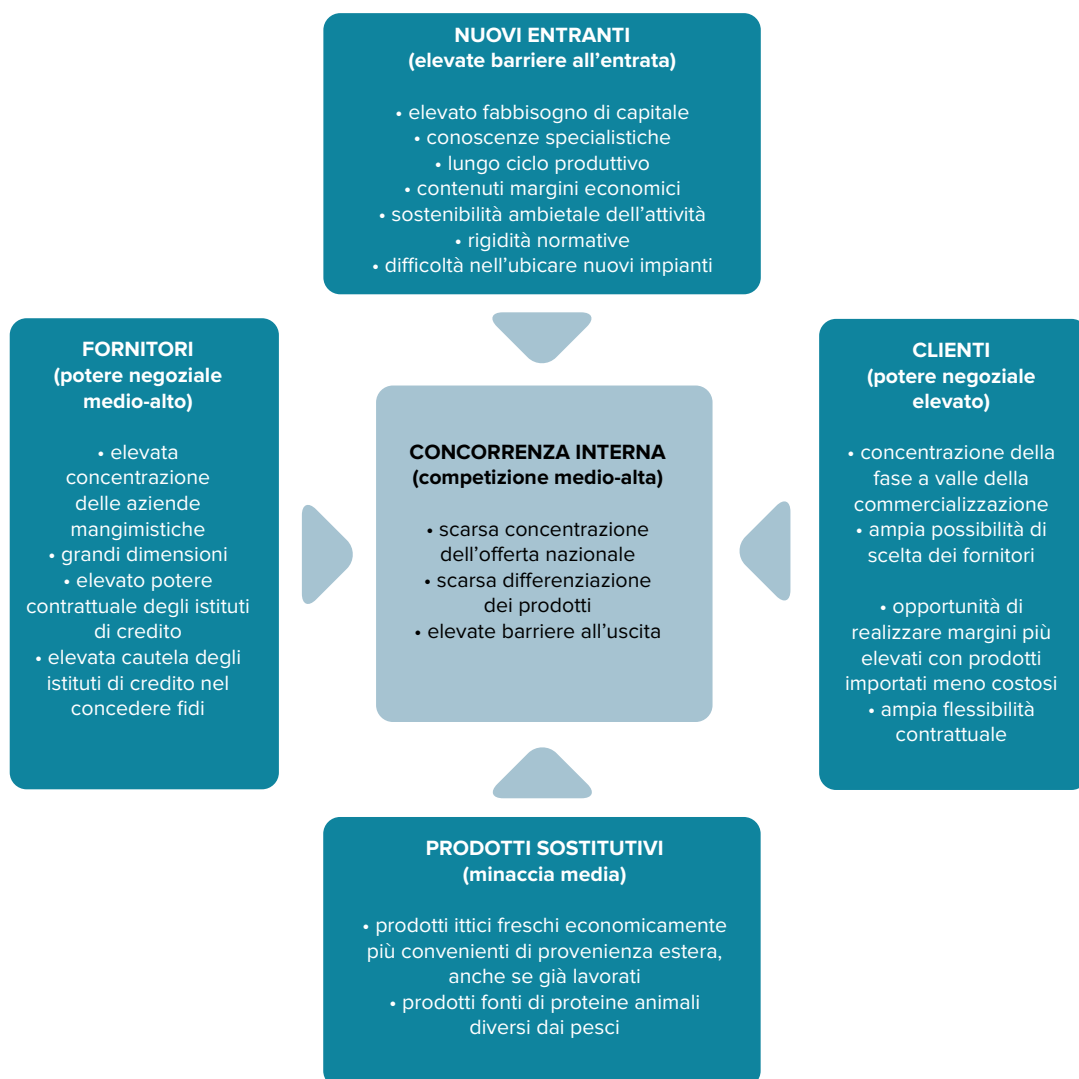 NUOVI ENTRANTI
(elevate barriere all'entrata)
• elevato fabbisogno di capitale
• conoscenze specialistiche
• lungo ciclo produttivo
• contenuti margini economici
• sostenibilità ambietale dell'attività
• rigidità normative
• difficoltà nell'ubicare nuovi impianti
FORNITORI
(potere negoziale
medio-alto)
• elevata
concentrazione
delle aziende
mangimistiche
• grandi dimensioni
• elevato potere
contrattuale degli istituti
di credito
• elevata cautela degli
istituti di credito nel
concedere fidi
CONCORRENZA INTERNA
(competizione medio-alta)
• scarsa concentrazione
dell'offerta nazionale
• scarsa differenziazione
dei prodotti
• elevate barriere all'uscita
CLIENTI
(potere negoziale
elevato)
• concentrazione della
fase a valle della
commercializzazione
• ampia possibilità di
scelta dei fornitori
• opportunità di
realizzare margini più
elevati con prodotti
importati meno costosi
• ampia flessibilità
contrattuale
PRODOTTI SOSTITUTIVI
(minaccia media)
• prodotti ittici freschi economicamente
più convenienti di provenienza estera,
anche se già lavorati
• prodotti fonti di proteine animali
diversi dai pesci